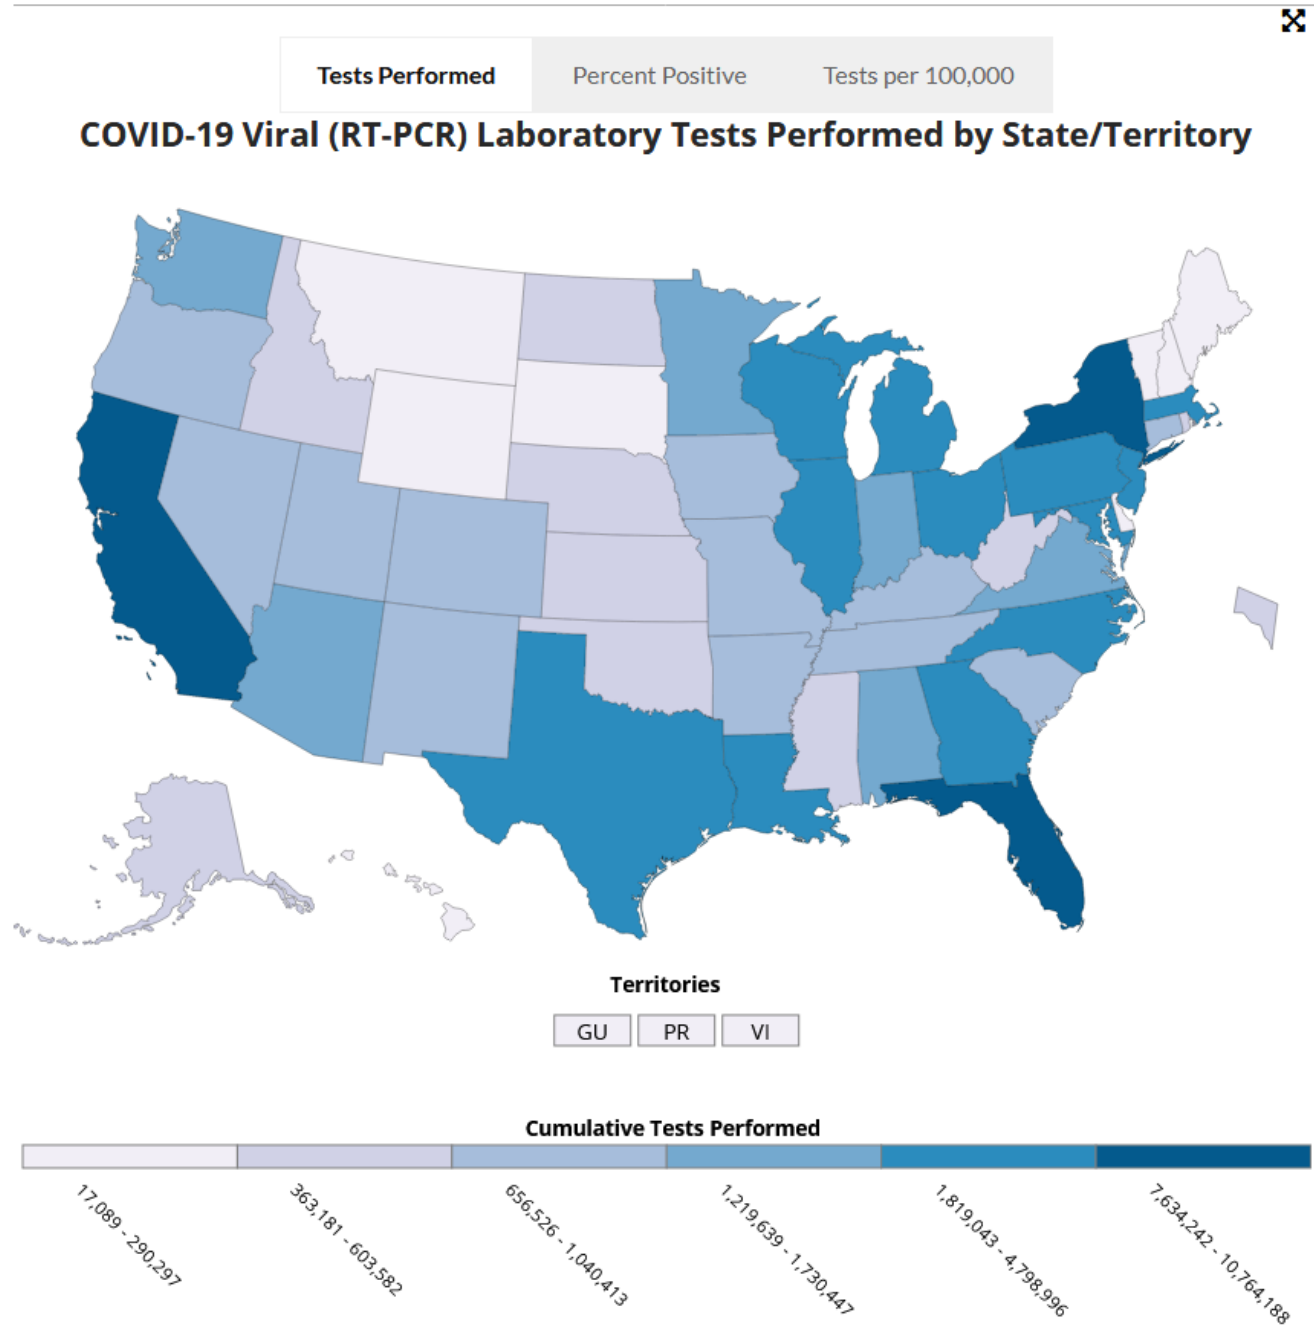 Tests Performed Percent Positive Tests per 100,000
COVID-19 Viral (RT-PCR) Laboratory Tests Performed by State/Territory
Territories
GU PR VI
Cumulative Tests Performed
17,089 - 290,297
363,181 - 603,582
656,526 - 1,040,413
1,219,639 - 1,730,447
1,819,043 - 4,798,996
7,634,242 - 10,764,188